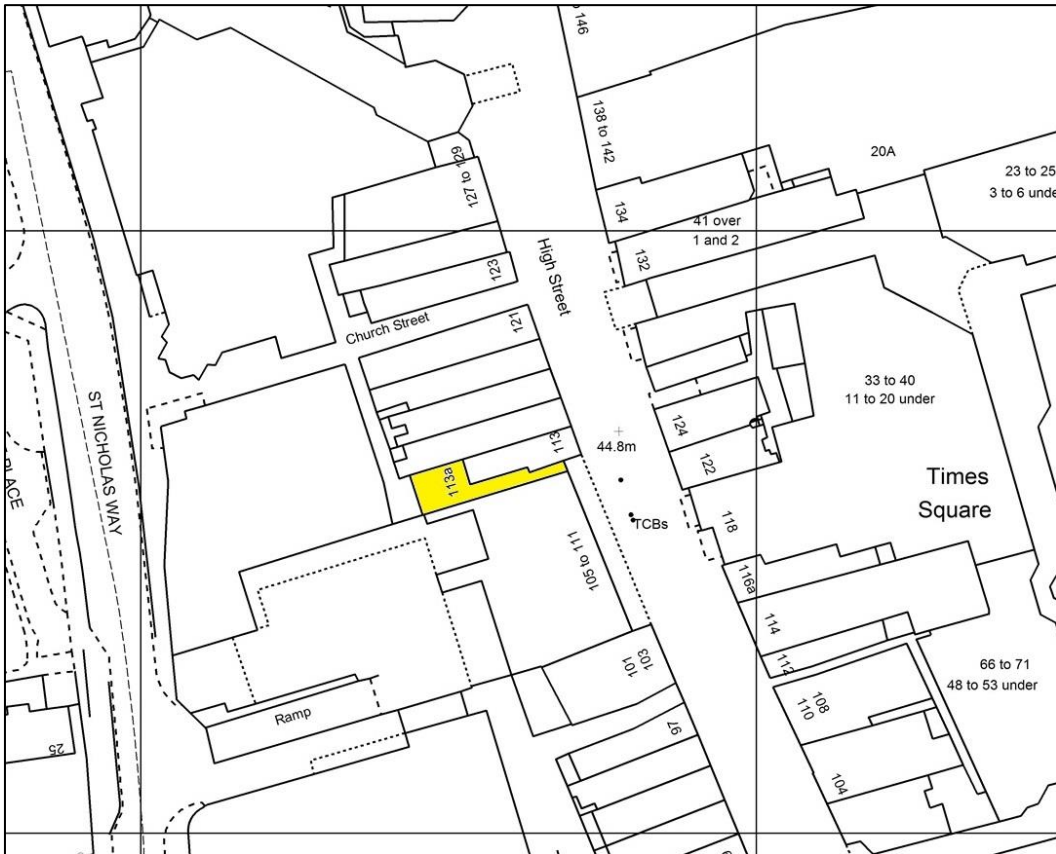 146
138 to 142
20A
23 to 25
3 to 6 unde
127 to 129
134
41 over
1 and 2
132
123
High Street
Church Street
121
33 to 40
11 to 20 under
ST NICHOLAS WAY
PLACE
124
44.8m
113
122
113a
Times
Square
118
TCBs
105 to 111
116a
114
103
101
112
66 to 71
48 to 53 under
108
110
Ramp
97
25
104